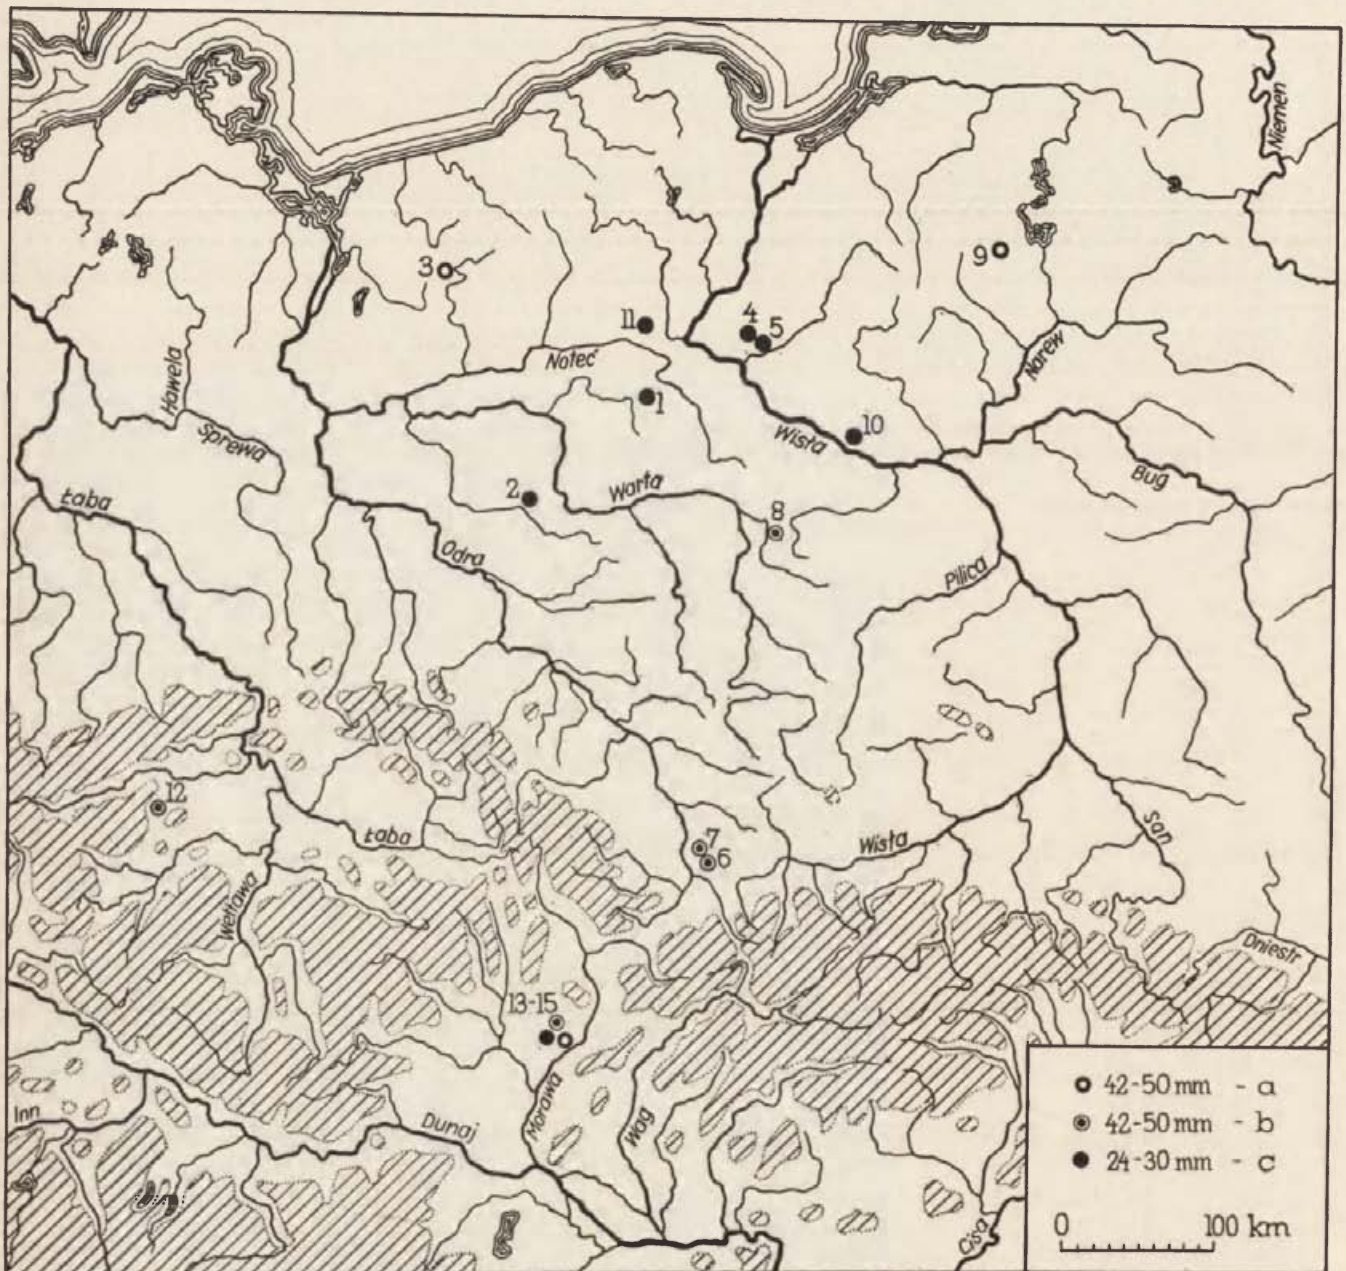 Niemen
3
9
11
4
5
Noteć
Narew
Hawela
1
Sprewa
Wisła
10
Bug
Łaba
2
Warta
8
Odra
Pilica
12
Łaba
7
6
Wisła
San
Wełtawa
Dniestr
13-15
42-50 mm - a
Inn
Dunaj
Morawa
Wag
42-50 mm - b
24-30 mm - c
0 100 km
Cisa